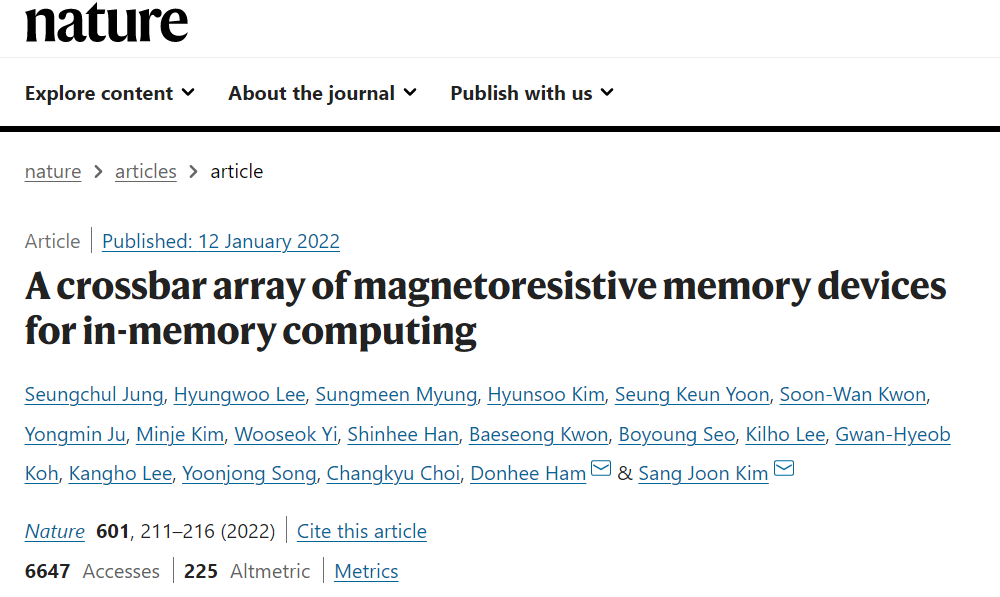 nature
Explore content About the journal Publish with us
nature > articles > article
Article | Published: 12 January 2022
A crossbar array of magnetoresistive memory devices
for in-memory computing
Seungchul Jung, Hyungwoo Lee, Sungmeen Myung, Hyunsoo Kim, Seung Keun Yoon, Soon-Wan Kwon,
Yongmin Ju, Minje Kim, Wooseok Yi, Shinhee Han, Baeseong Kwon, Boyoung Seo, Kilho Lee, Gwan-Hyeob
Koh, Kangho Lee, Yoonjong Song, Changkyu Choi, Donhee Ham & Sang Joon Kim
Nature 601, 211–216 (2022) | Cite this article
6647 Accesses | 225 Altmetric | Metrics